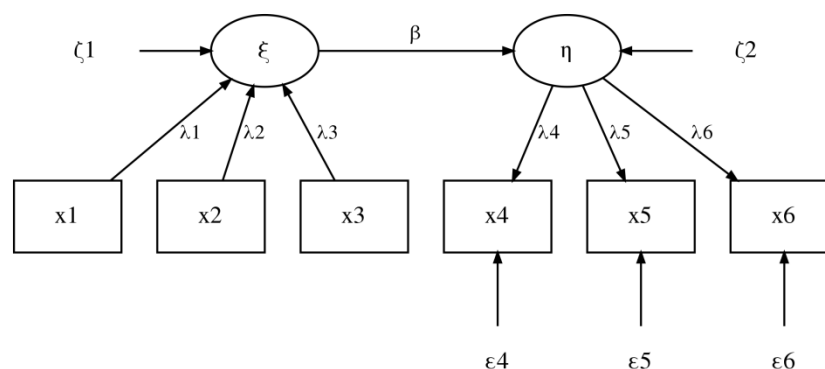 β
ζ1 ξ η ζ2
λ1 λ2 λ3 λ4 λ5 λ6
x1 x2 x3 x4 x5 x6
ε4 ε5 ε6